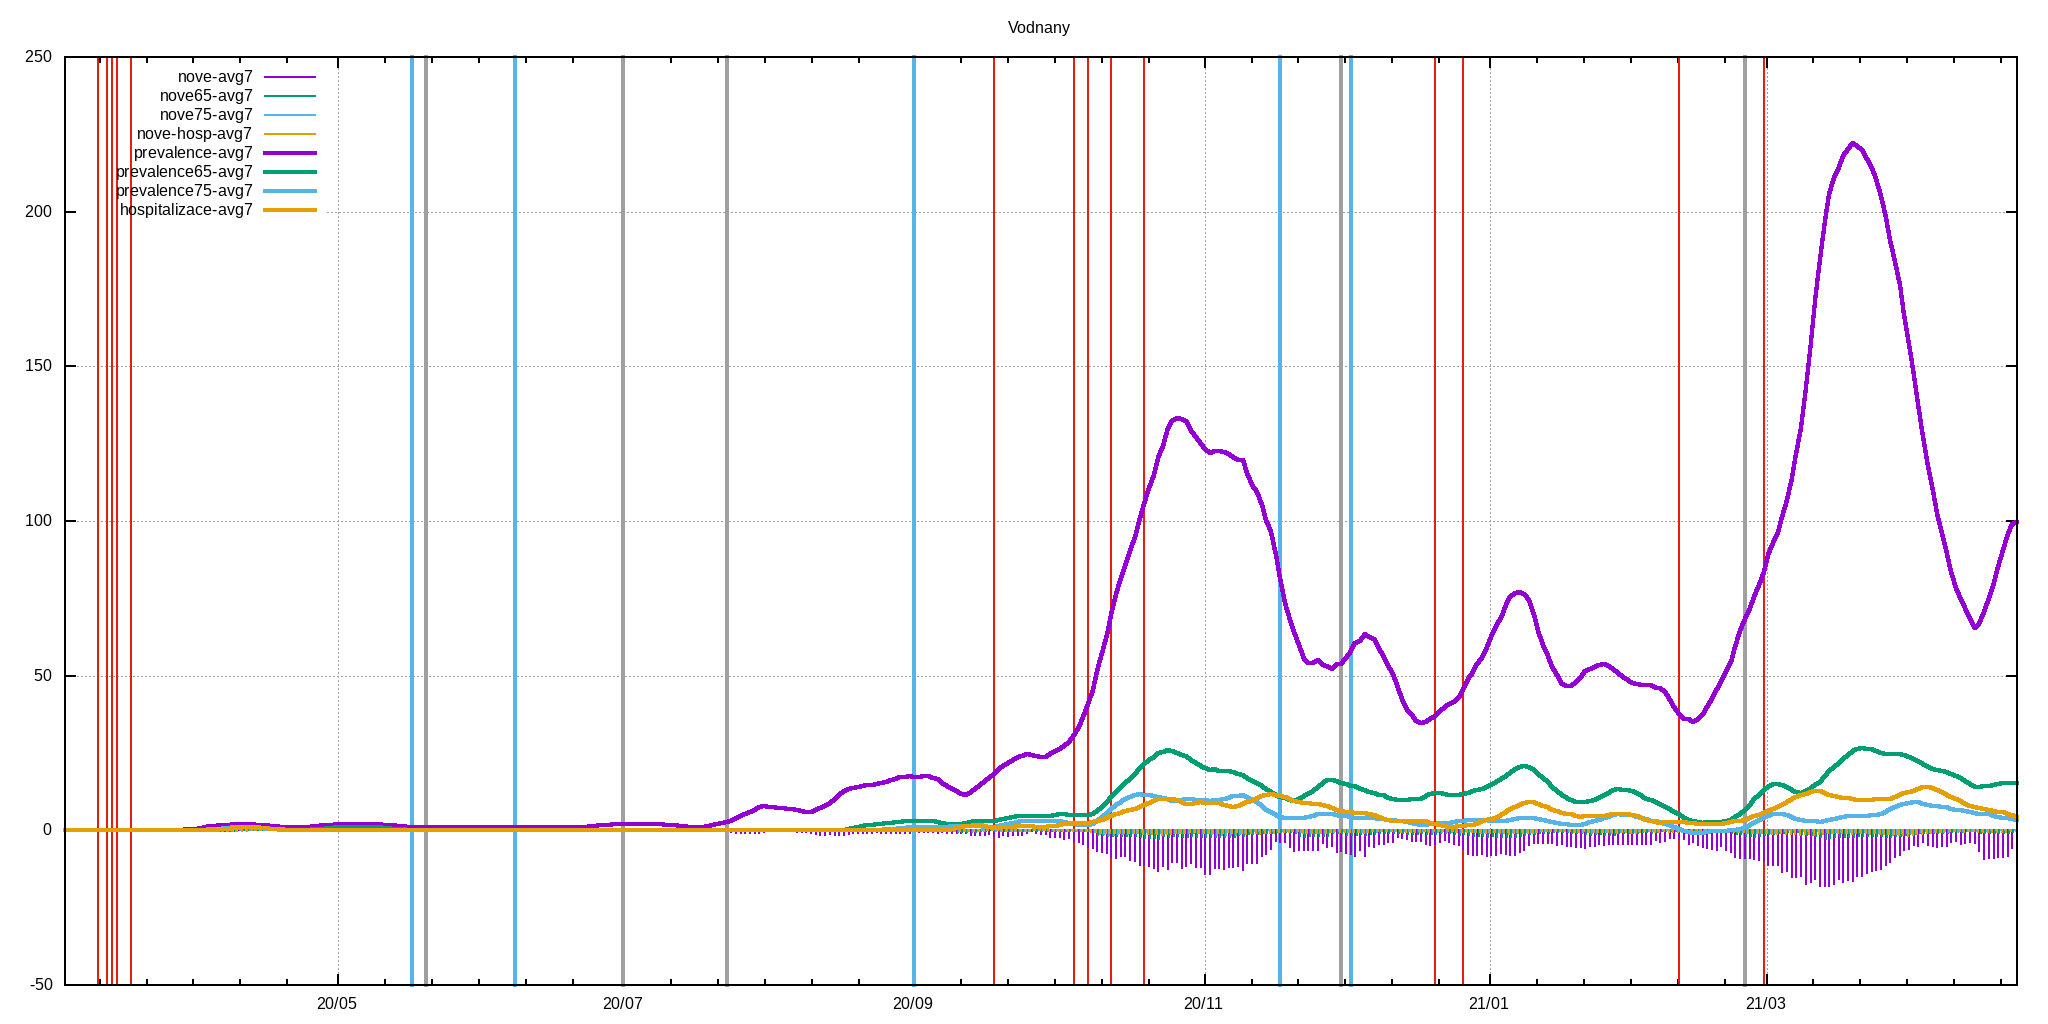 Vodnany
250
nove-avg7
nove65-avg7
nove75-avg7
nove-hosp-avg7
prevalence-avg7
prevalence65-avg7
prevalence75-avg7
hospitalizace-avg7
200
150
100
50
0
-50
20/05 20/07 20/09 20/11 21/01 21/03